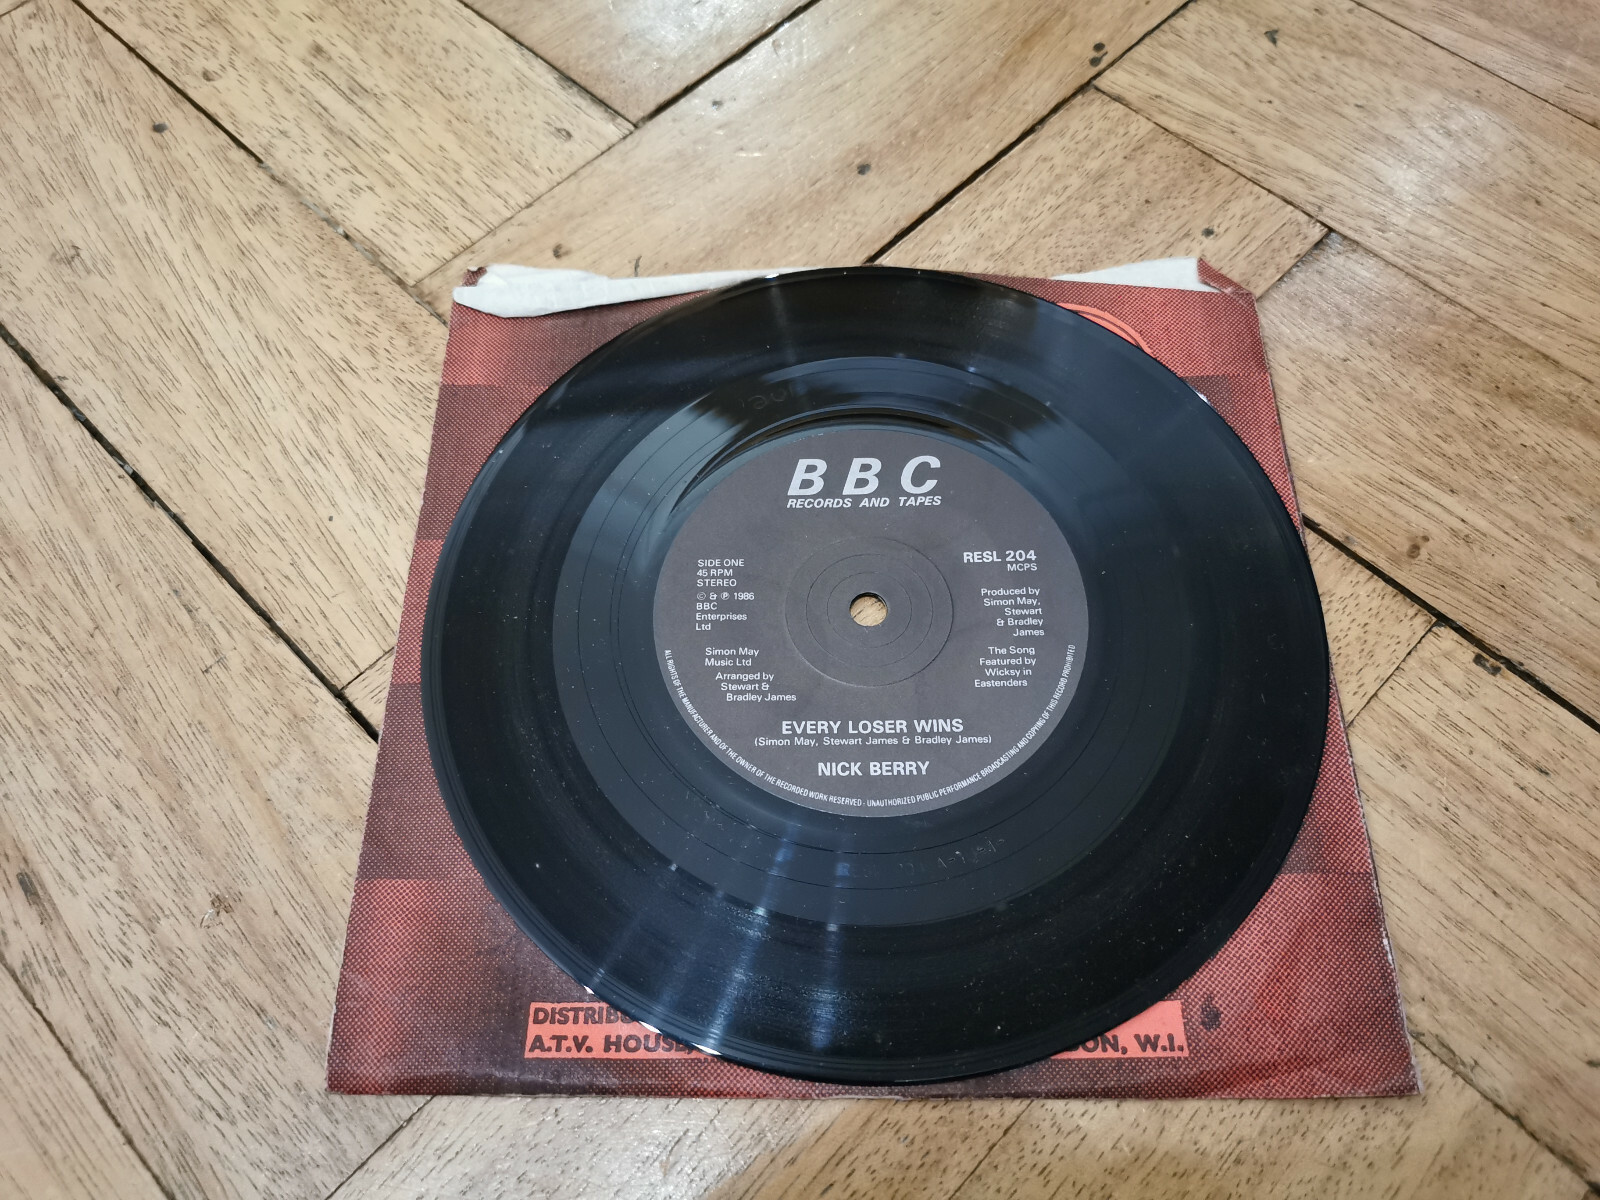 BBC
RECORDS AND TAPES
SIDE ONE
45 RPM
STEREO
© & ℗ 1986
BBC
Enterprises
Ltd
Simon May
Music Ltd
Arranged by
Stewart &
Bradley James
RESL 204
MCPS
Produced by
Simon May,
Stewart
& Bradley
James
The Song
Featured by
Wicksy in
Eastenders
EVERY LOSER WINS
(Simon May, Stewart James & Bradley James)
NICK BERRY
ALL RIGHTS OF THE MANUFACTURER AND OF THE OWNER OF THE RECORDED WORK RESERVED - UNAUTHORIZED PUBLIC PERFORMANCE BROADCASTING AND COPYING OF THIS RECORD PROHIBITED
A.T.V. HOUSE, W.I.